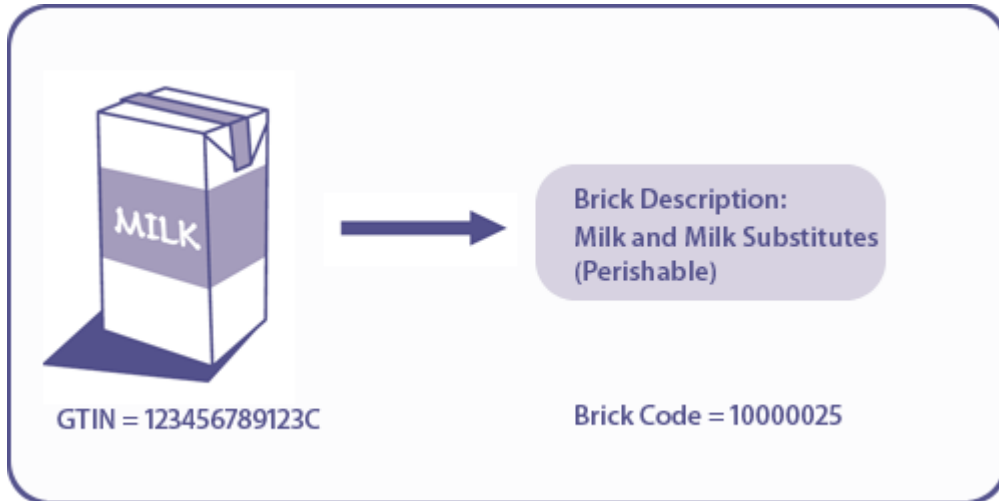 MILK
Brick Description:
Milk and Milk Substitutes
(Perishable)
GTIN = 123456789123C
Brick Code = 10000025